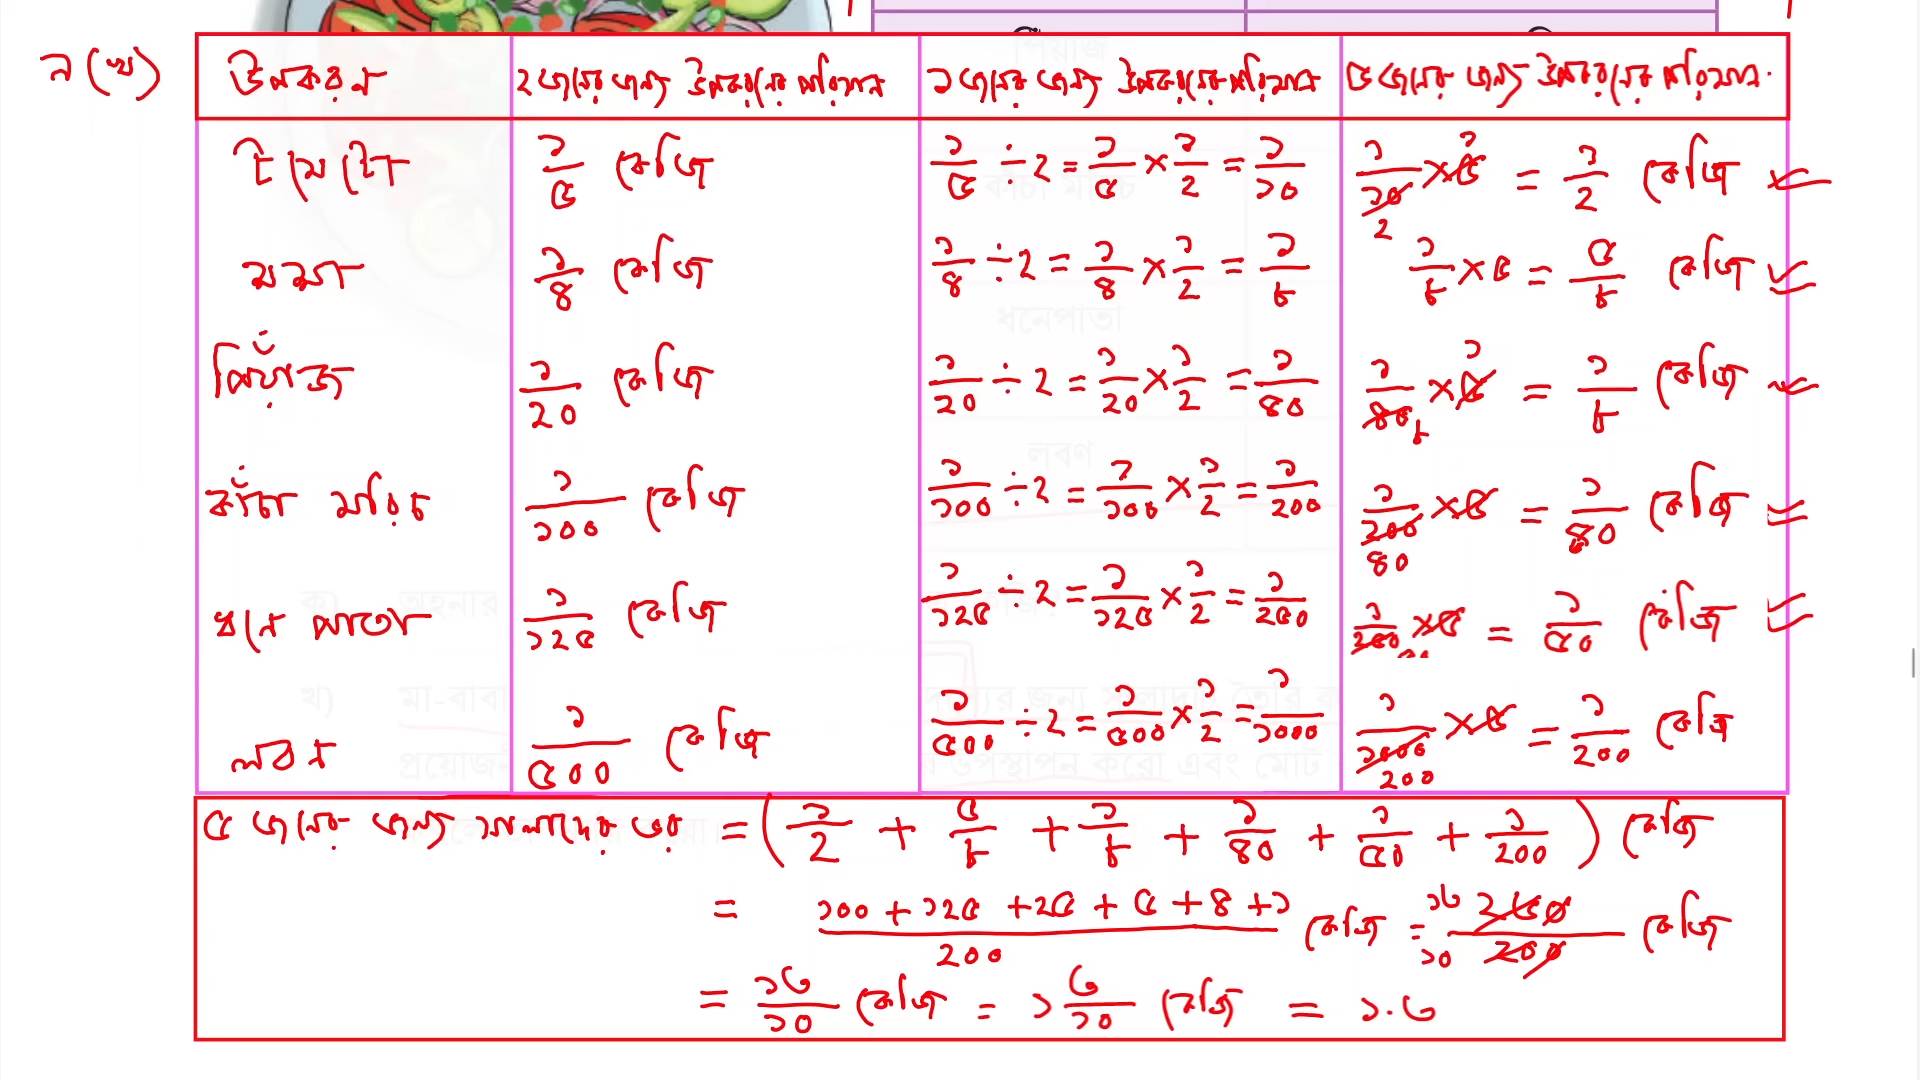 ৯(খ)
উপকরণ ২ জনের জন্য উপকরণের পরিমাণ ১ জনের জন্য উপকরণের পরিমাণ ৫ জনের জন্য উপকরণের পরিমাণ
টমেটো ১/৫ কেজি ১/৫ ÷ ২ = ১/৫ × ১/২ = ১/১০ ১/১০ × ৫ = ১/২ কেজি
শসা ১/৪ কেজি ১/৪ ÷ ২ = ১/৪ × ১/২ = ১/৮ ১/৮ × ৫ = ৫/৮ কেজি
পিঁয়াজ ১/২০ কেজি ১/২০ ÷ ২ = ১/২০ × ১/২ = ১/৪০ ১/৪০ × ৫ = ১/৮ কেজি
কাঁচা মরিচ ১/১০০ কেজি ১/১০০ ÷ ২ = ১/১০০ × ১/২ = ১/২০০ ১/২০০ × ৫ = ১/৪০ কেজি
ধনে পাতা ১/১২৫ কেজি ১/১২৫ ÷ ২ = ১/১২৫ × ১/২ = ১/২৫০ ১/২৫০ × ৫ = ১/৫০ কেজি
লবণ ১/৫০০ কেজি ১/৫০০ ÷ ২ = ১/৫০০ × ১/২ = ১/১০০০ ১/১০০০ × ৫ = ১/২০০ কেজি
৫ জনের জন্য সালাদের ভর = (১/২ + ৫/৮ + ১/৮ + ১/৪০ + ১/৫০ + ১/২০০) কেজি
= ১০০ + ১২৫ + ২৫ + ৫ + ৪ + ১/২০০ কেজি = ২৬০/২০০ কেজি
= ১৩/১০ কেজি = ১ ৩/১০ কেজি = ১.৩